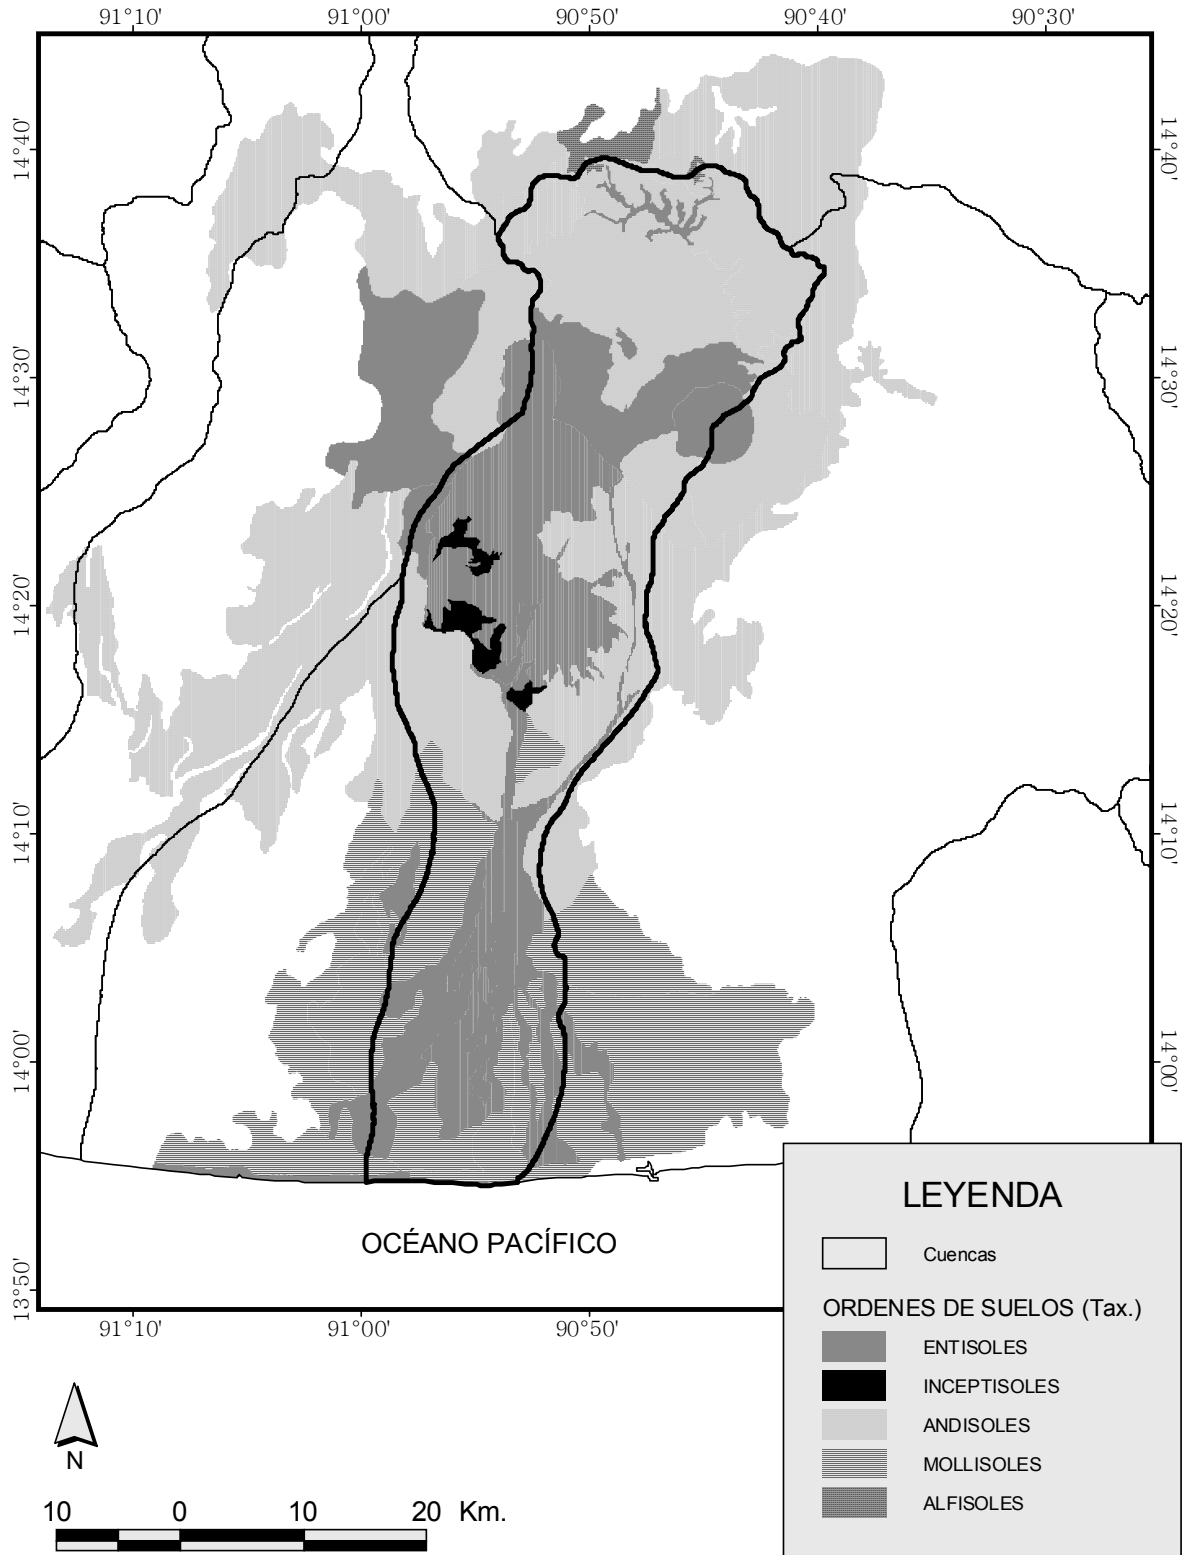 91°10' 91°00' 90°50' 90°40' 90°30'
14°40' 14°40'
14°30' 14°30'
14°20' 14°20'
14°10' 14°10'
14°00' 14°00'
13°50'
OCÉANO PACÍFICO
91°10' 91°00' 90°50'
LEYENDA
Cuencas
ORDENES DE SUELOS (Tax.)
ENTISOLES
INCEPTISOLES
ANDISOLES
MOLLISOLES
ALFISOLES
N
10 0 10 20 Km.